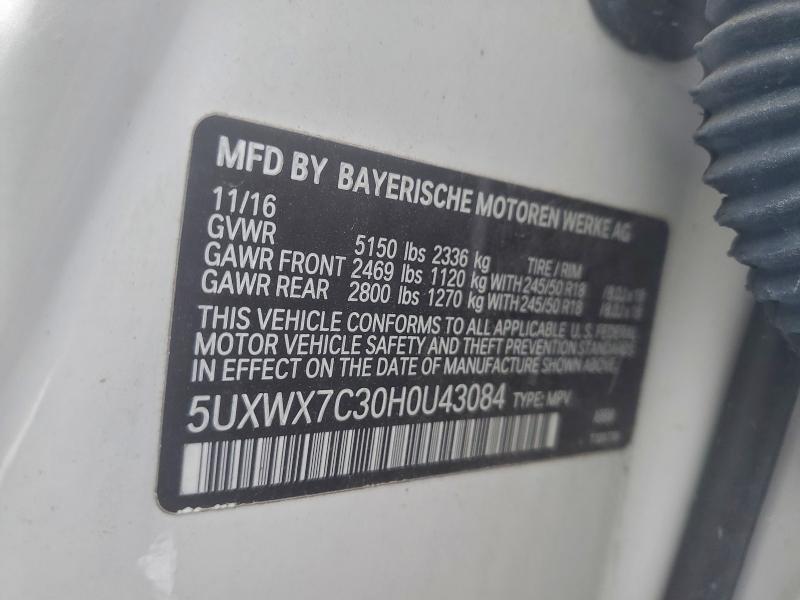 MFD BY BAYERISCHE MOTOREN WERKE AG
11/16
GVWR 5150 lbs 2336 kg TIRE / RIM
GAWR FRONT 2469 lbs 1120 kg WITH 245/50 R18
GAWR REAR 2800 lbs 1270 kg WITH 245/50 R18
THIS VEHICLE CONFORMS TO ALL APPLICABLE U.S. FEDERAL
MOTOR VEHICLE SAFETY AND THEFT PREVENTION STANDARDS
IN EFFECT ON THE DATE OF MANUFACTURE SHOWN ABOVE.
5UXWX7C30H0U43084 TYPE: MPV